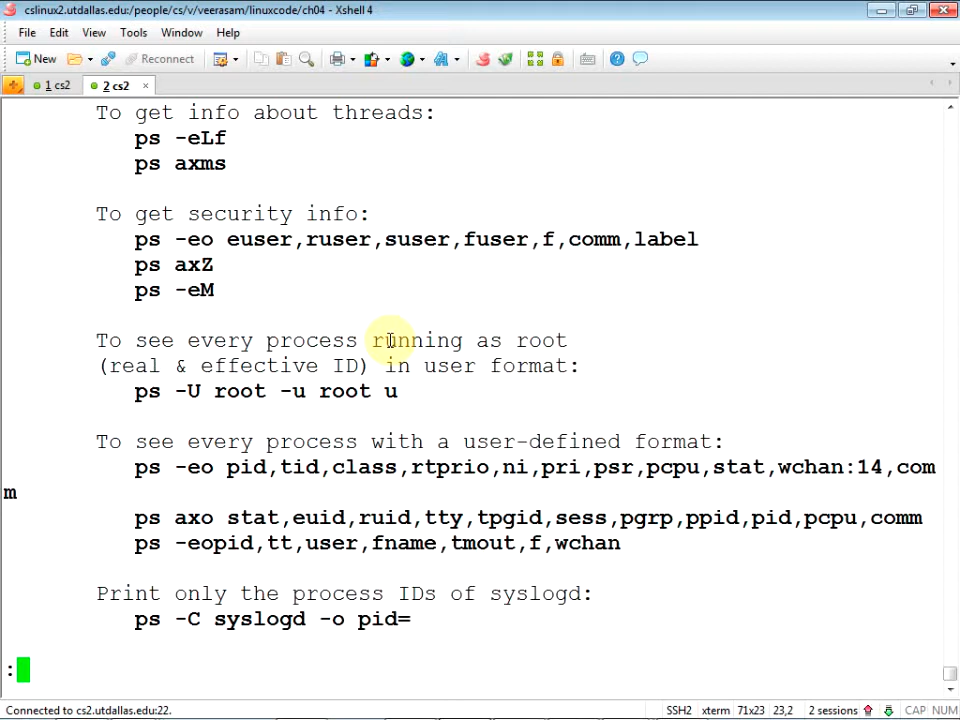 cslinux2.utdallas.edu:/people/cs/v/veerasam/linuxcode/ch04 - Xshell 4
File Edit View Tools Window Help
New Reconnect
1 cs2 2 cs2 ×
To get info about threads:
ps -eLf
ps axms
To get security info:
ps -eo euser,ruser,suser,fuser,f,comm,label
ps axZ
ps -eM
To see every process running as root
(real & effective ID) in user format:
ps -U root -u root u
To see every process with a user-defined format:
ps -eo pid,tid,class,rtprio,ni,pri,psr,pcpu,stat,wchan:14,com
m
ps axo stat,euid,ruid,tty,tpgid,sess,pgrp,ppid,pid,pcpu,comm
ps -eopid,tt,user,fname,tmout,f,wchan
Print only the process IDs of syslogd:
ps -C syslogd -o pid=
:
Connected to cs2.utdallas.edu:22. SSH2 xterm 71x23 23,2 2 sessions CAP NUM